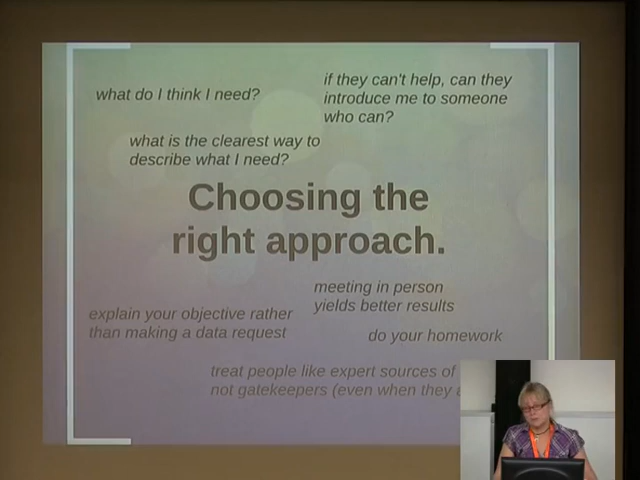 what do I think I need?
if they can't help, can they
introduce me to someone
who can?
what is the clearest way to
describe what I need?
Choosing the
right approach.
meeting in person
yields better results
explain your objective rather
than making a data request
do your homework
treat people like expert sources of
not gatekeepers (even when they